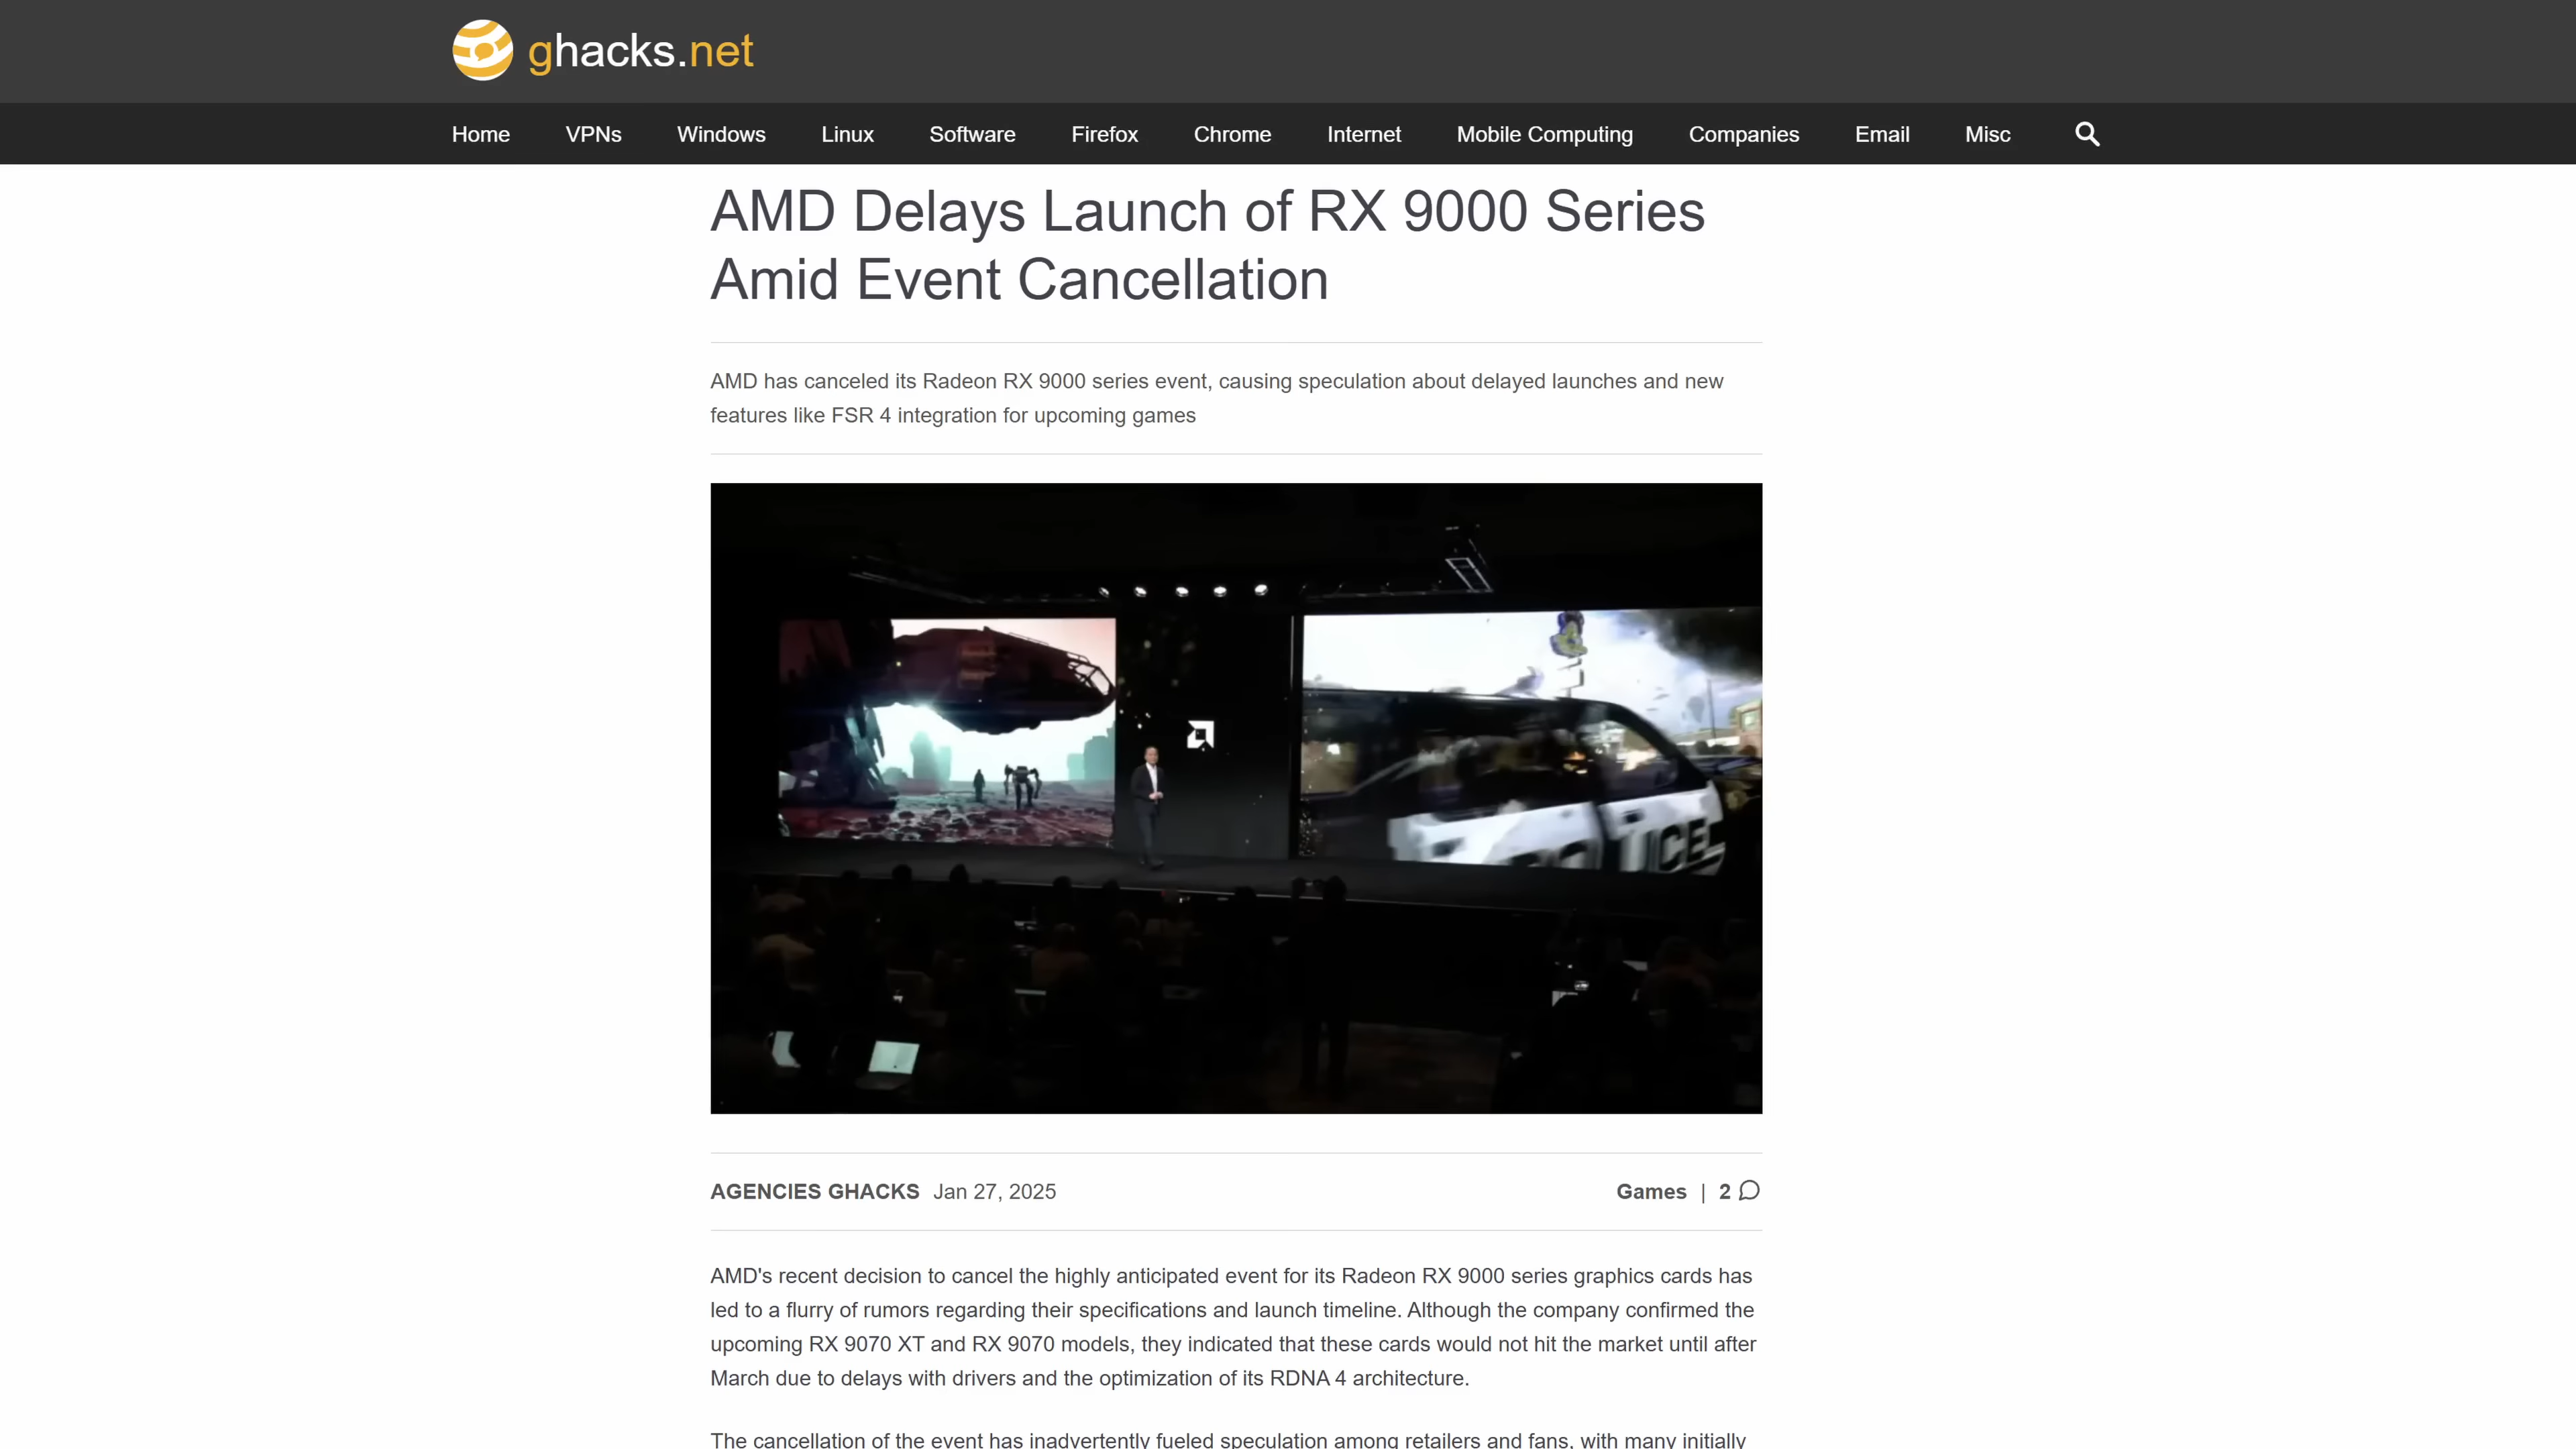 ghacks.net
Home VPNs Windows Linux Software Firefox Chrome Internet Mobile Computing Companies Email Misc
AMD Delays Launch of RX 9000 Series
Amid Event Cancellation
AMD has canceled its Radeon RX 9000 series event, causing speculation about delayed launches and new
features like FSR 4 integration for upcoming games
AGENCIES GHACKS Jan 27, 2025 Games | 2
AMD's recent decision to cancel the highly anticipated event for its Radeon RX 9000 series graphics cards has
led to a flurry of rumors regarding their specifications and launch timeline. Although the company confirmed the
upcoming RX 9070 XT and RX 9070 models, they indicated that these cards would not hit the market until after
March due to delays with drivers and the optimization of its RDNA 4 architecture.
The cancellation of the event has inadvertently fueled speculation among retailers and fans, with many initially